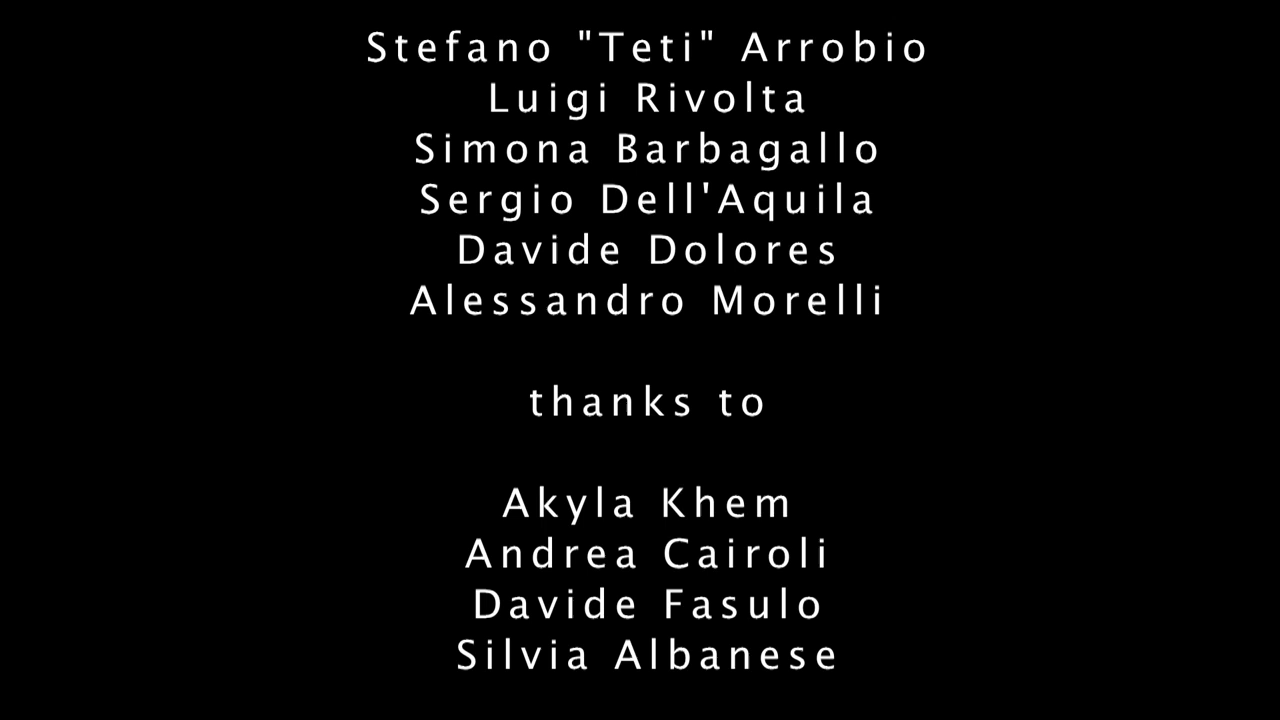 Stefano "Teti" Arrobio
Luigi Rivolta
Simona Barbagallo
Sergio Dell'Aquila
Davide Dolores
Alessandro Morelli
thanks to
Akyla Khem
Andrea Cairoli
Davide Fasulo
Silvia Albanese